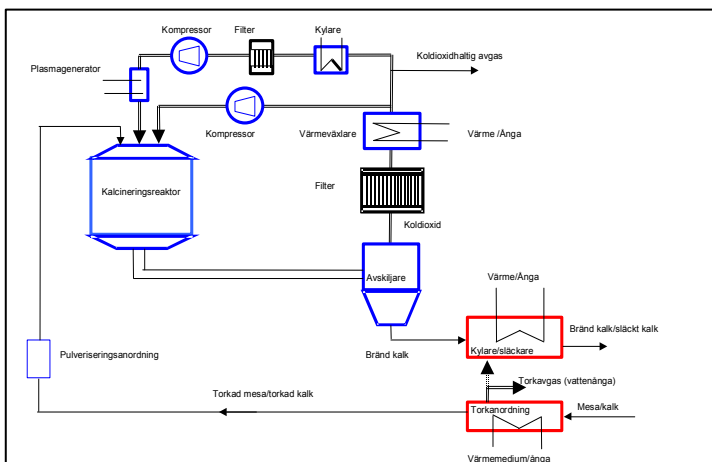 Kompressor
Filter
Kylare
Koldioxidhaltig avgas
Plasmagenerator
Kompressor
Värmeväxlare
Värme /Ånga
Kalcineringsreaktor
Filter
Koldioxid
Avskiljare
Värme/Ånga
Bränd kalk/släckt kalk
Bränd kalk
Kylare/släckare
Pulveriseringsanordning
Torkavgas (vattenånga)
Torkad mesa/torkad kalk
Torkanordning
Mesa/kalk
Värmemedium/ånga